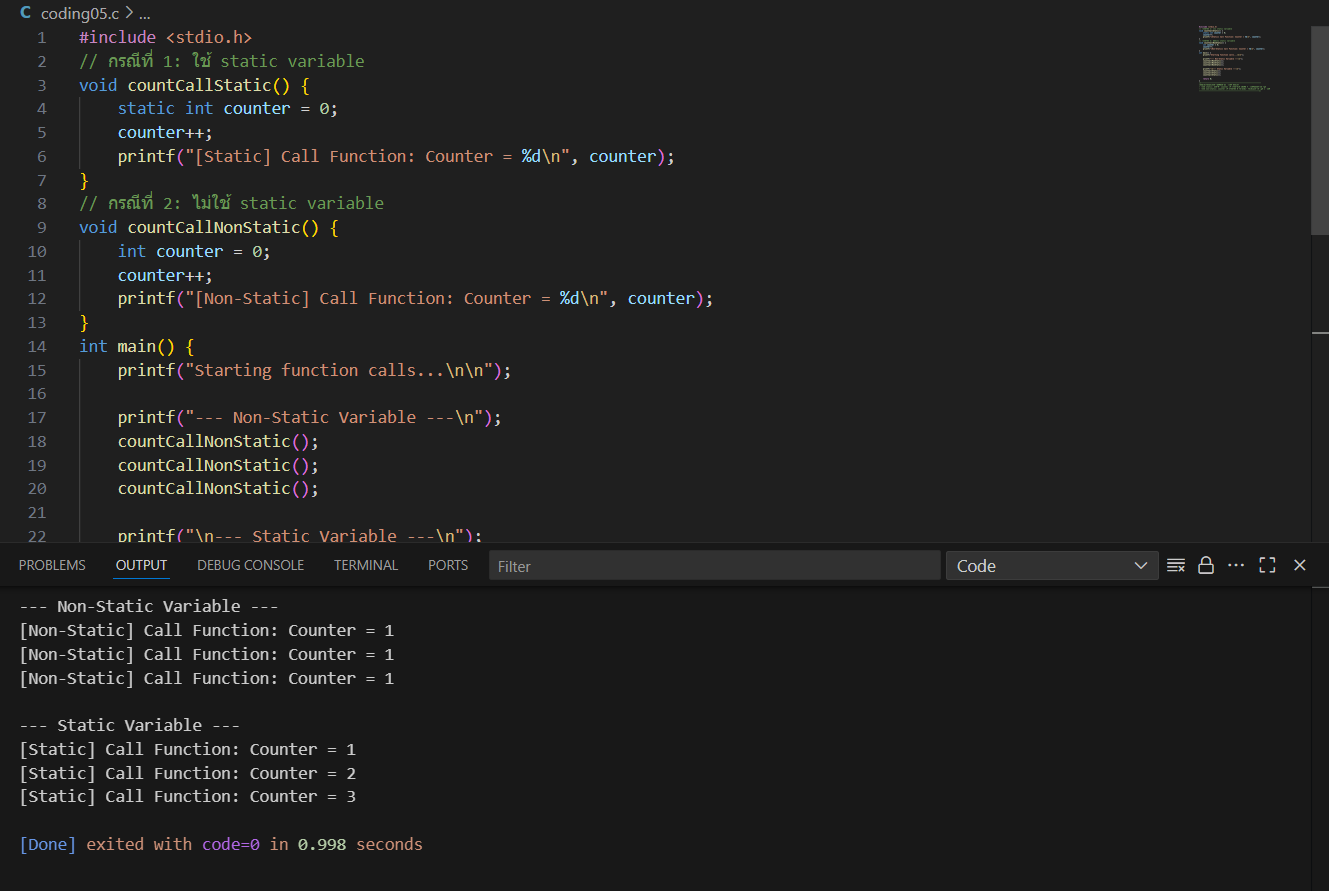 C coding05.c > ...
1 #include <stdio.h>
2 // กรณีที่ 1: ใช้ static variable
3 void countCallStatic() {
4 static int counter = 0;
5 counter++;
6 printf("[Static] Call Function: Counter = %d\n", counter);
7 }
8 // กรณีที่ 2: ไม่ใช้ static variable
9 void countCallNonStatic() {
10 int counter = 0;
11 counter++;
12 printf("[Non-Static] Call Function: Counter = %d\n", counter);
13 }
14 int main() {
15 printf("Starting function calls...\n\n");
16
17 printf("--- Non-Static Variable ---\n");
18 countCallNonStatic();
19 countCallNonStatic();
20 countCallNonStatic();
21
22 printf("\n--- Static Variable ---\n");
PROBLEMS OUTPUT DEBUG CONSOLE TERMINAL PORTS Filter Code
--- Non-Static Variable ---
[Non-Static] Call Function: Counter = 1
[Non-Static] Call Function: Counter = 1
[Non-Static] Call Function: Counter = 1
--- Static Variable ---
[Static] Call Function: Counter = 1
[Static] Call Function: Counter = 2
[Static] Call Function: Counter = 3
[Done] exited with code=0 in 0.998 seconds